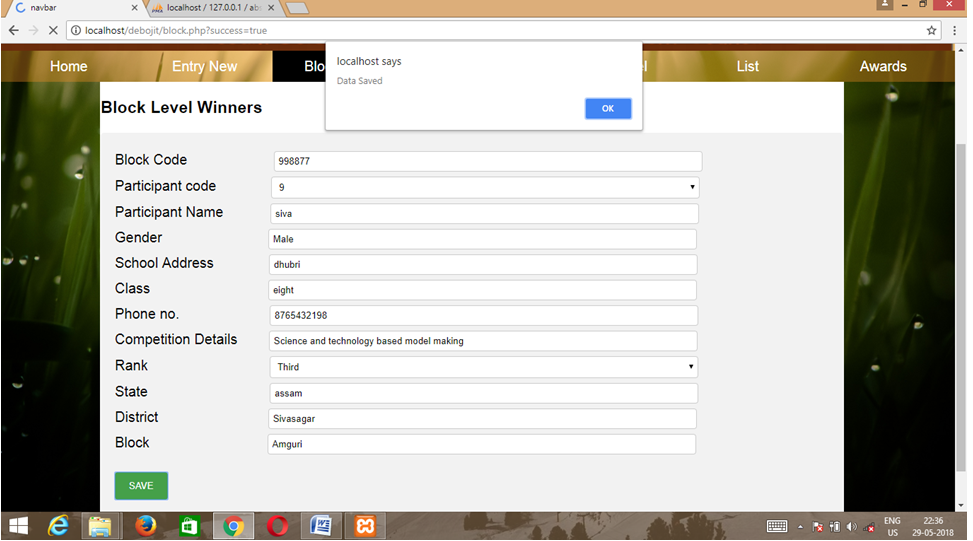 navbar
localhost / 127.0.0.1 / ab
localhost/debojit/block.php?success=true
localhost says
Data Saved
OK
Home Entry New Blo el List Awards
Block Level Winners
Block Code 998877
Participant code 9
Participant Name siva
Gender Male
School Address dhubri
Class eight
Phone no. 8765432198
Competition Details Science and technology based model making
Rank Third
State assam
District Sivasagar
Block Amguri
SAVE
ENG 22:36
US 29-05-2018